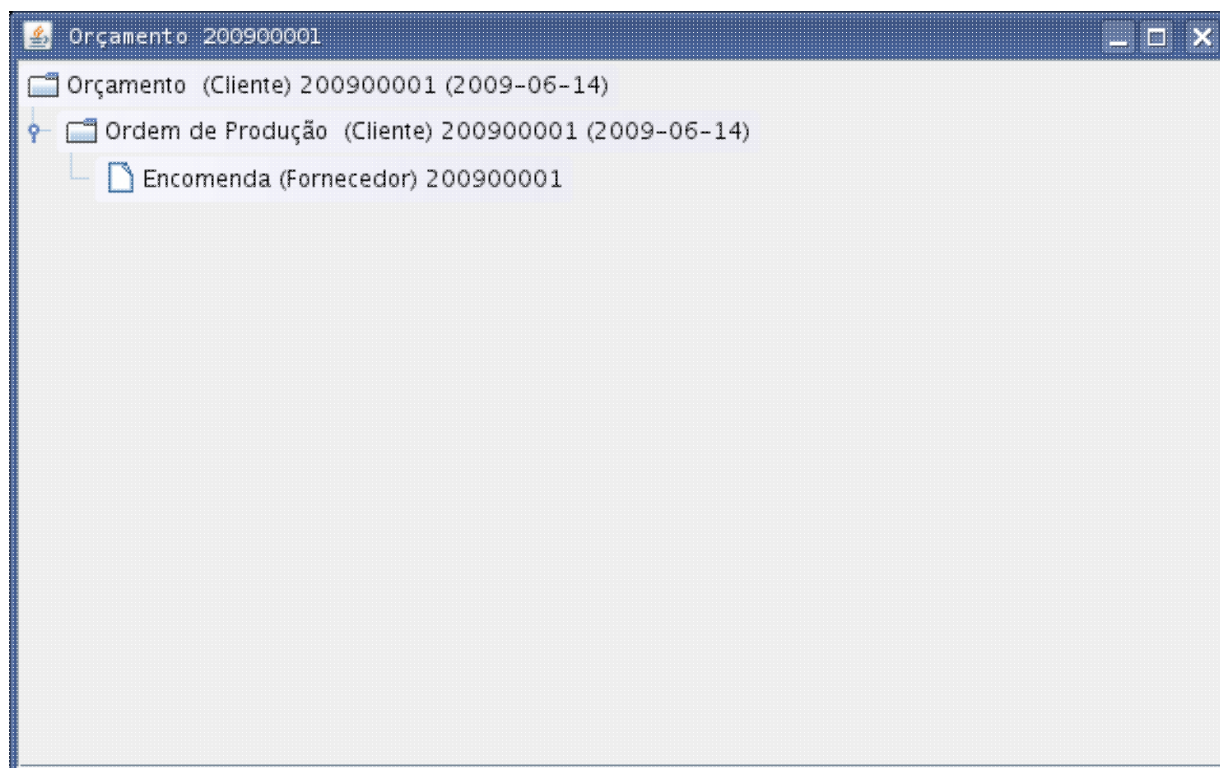 Orçamento 200900001
Orçamento (Cliente) 200900001 (2009-06-14)
Ordem de Produção (Cliente) 200900001 (2009-06-14)
Encomenda (Fornecedor) 200900001